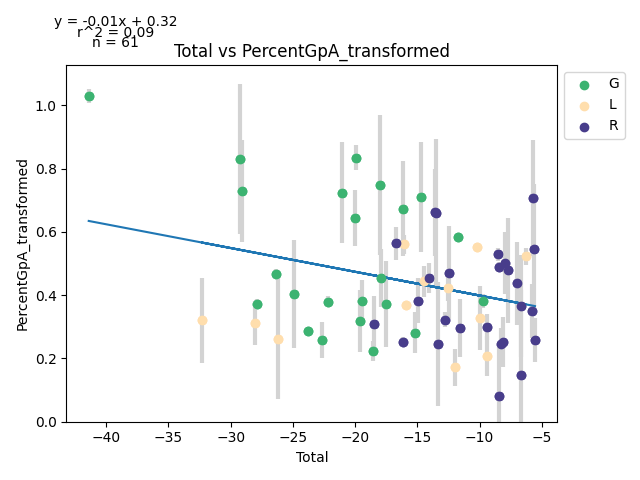 y = -0.01x + 0.32
r^2 = 0.09
n = 61
Total vs PercentGpA_transformed
G
L
R
PercentGpA_transformed
1.0
0.8
0.6
0.4
0.2
0.0
−40 −35 −30 −25 −20 −15 −10 −5
Total